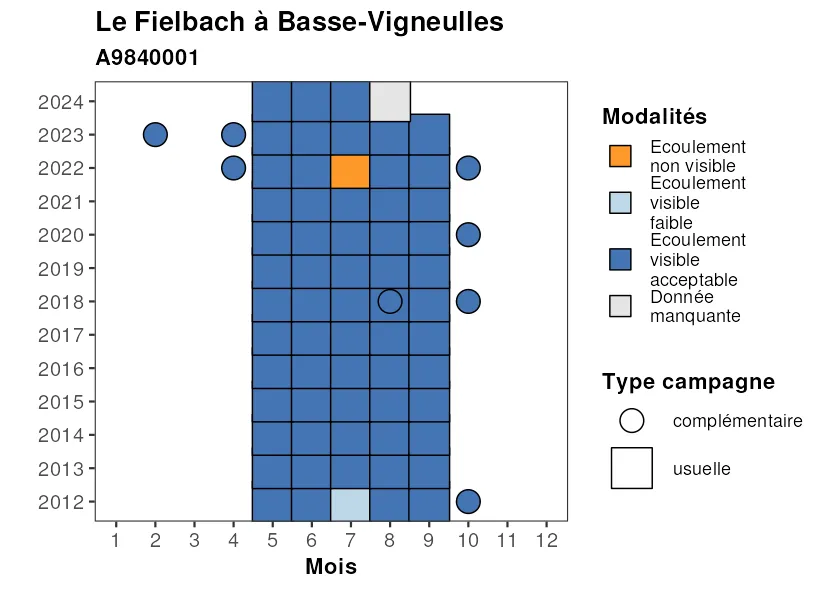 Le Fielbach à Basse-Vigneulles
A9840001
2024
2023
2022
2021
2020
2019
2018
2017
2016
2015
2014
2013
2012
1 2 3 4 5 6 7 8 9 10 11 12
Mois
Modalités
Ecoulement
non visible
Ecoulement
visible
faible
Ecoulement
visible
acceptable
Donnée
manquante
Type campagne
complémentaire
usuelle